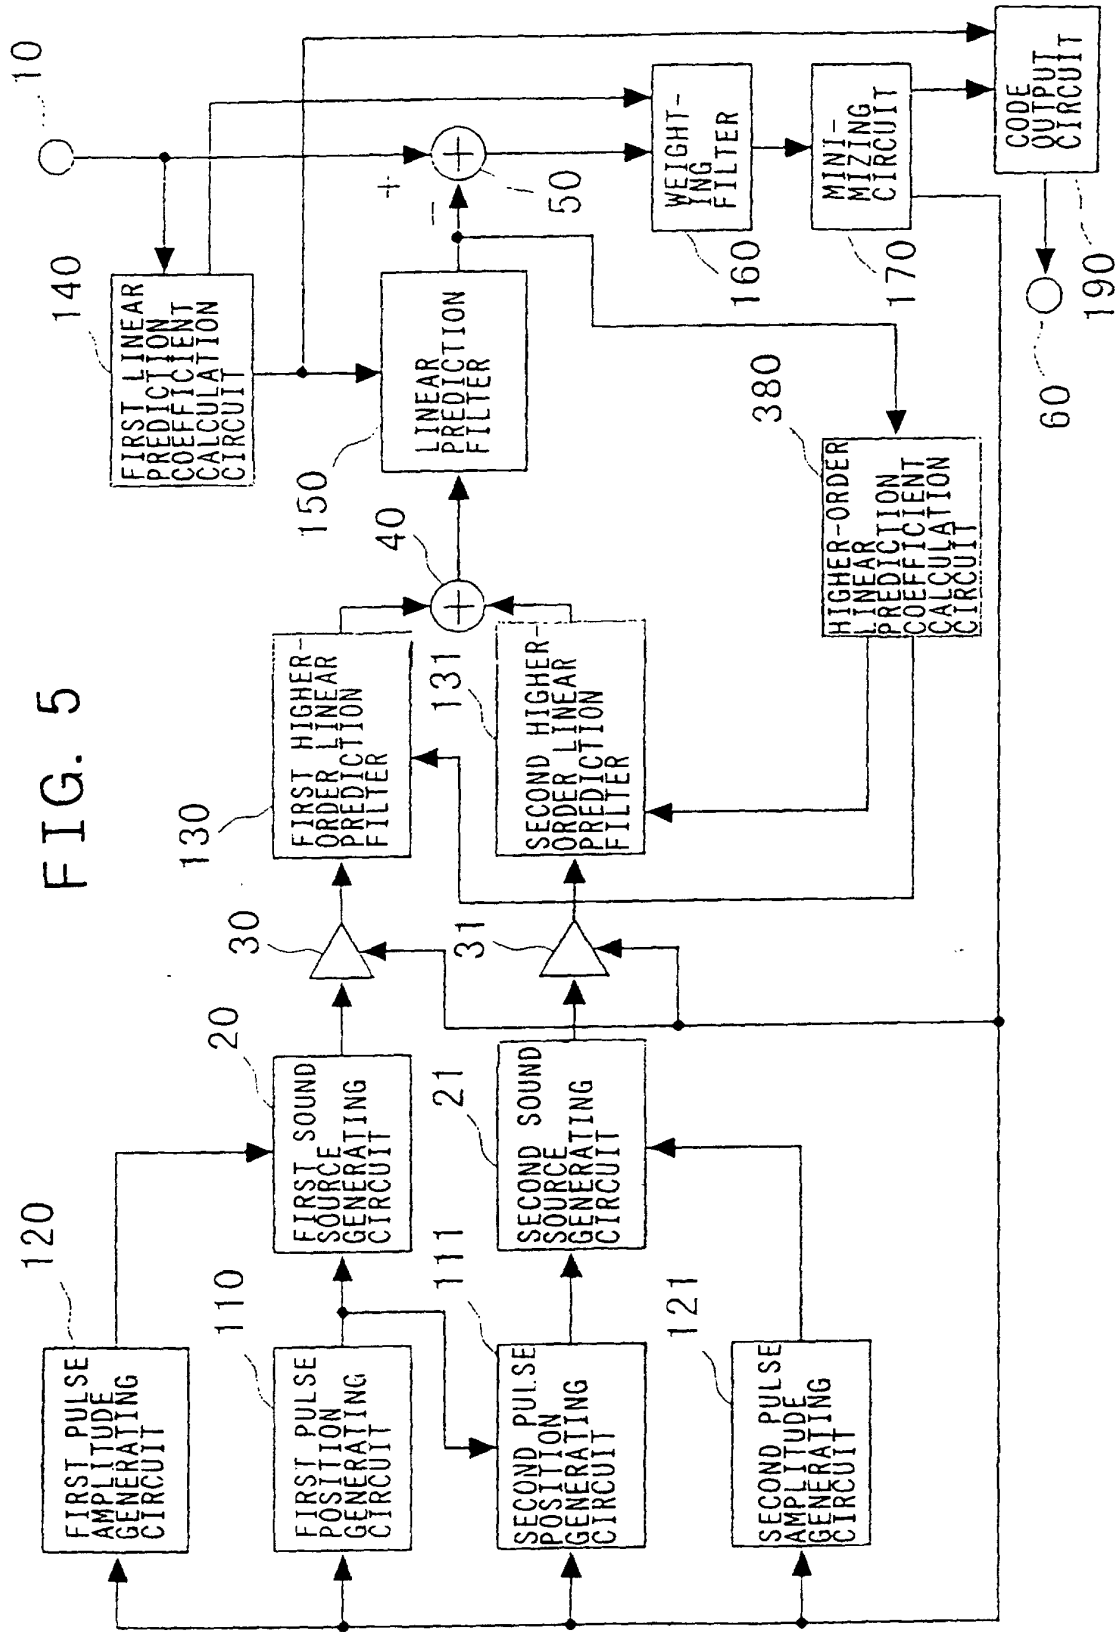 FIG. 5
120
FIRST PULSE
AMPLITUDE
GENERATING
CIRCUIT
110
FIRST PULSE
POSITION
GENERATING
CIRCUIT
111
SECOND PULSE
POSITION
GENERATING
CIRCUIT
121
SECOND PULSE
AMPLITUDE
GENERATING
CIRCUIT
20
FIRST SOUND
SOURCE
GENERATING
CIRCUIT
21
SECOND SOUND
SOURCE
GENERATING
CIRCUIT
30
31
130
FIRST HIGHER-
ORDER LINEAR
PREDICTION
FILTER
131
SECOND HIGHER-
ORDER LINEAR
PREDICTION
FILTER
40
+
380
HIGHER-ORDER
LINEAR
PREDICTION
COEFFICIENT
CALCULATION
CIRCUIT
140
FIRST LINEAR
PREDICTION
COEFFICIENT
CALCULATION
CIRCUIT
150
LINEAR
PREDICTION
FILTER
10
+
-
+
50
160
WEIGHT-
ING
FILTER
170
MINI-
MIZING
CIRCUIT
190
CODE
OUTPUT
CIRCUIT
60